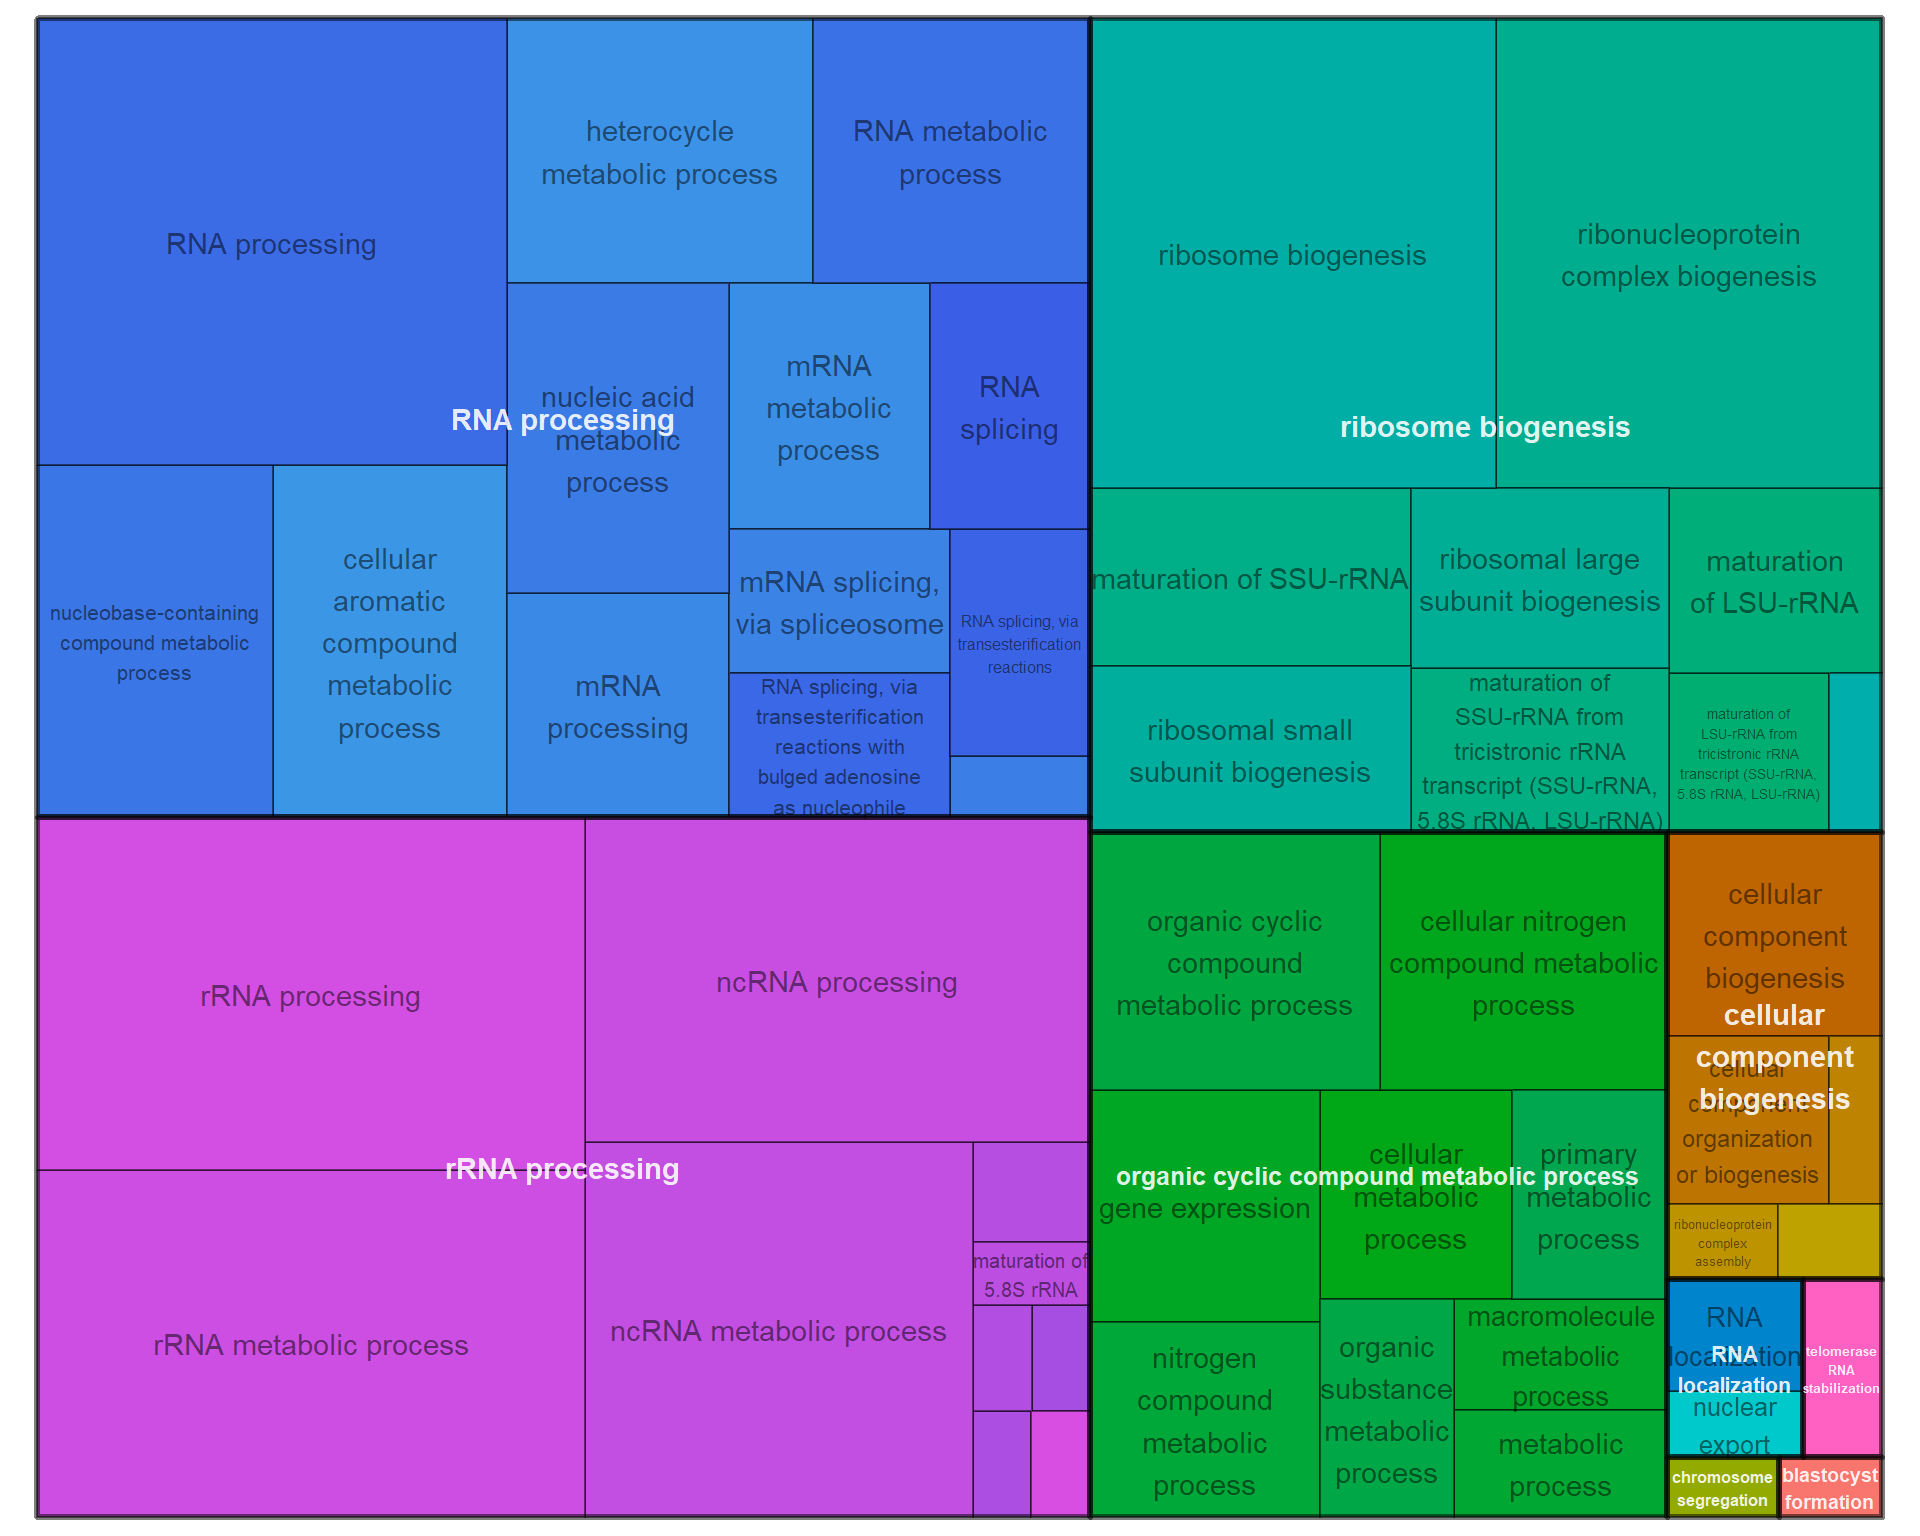 RNA processing
heterocycle
metabolic process
RNA metabolic
process
nucleic acid
metabolic
process
mRNA
metabolic
process
RNA
splicing
RNA processing
nucleobase-containing
compound metabolic
process
cellular
aromatic
compound
metabolic
process
mRNA
processing
mRNA splicing,
via spliceosome
RNA splicing, via
transesterification
reactions
RNA splicing, via
transesterification
reactions with
bulged adenosine
as nucleophile
ribosome biogenesis
ribonucleoprotein
complex biogenesis
ribosome biogenesis
maturation of SSU-rRNA
ribosomal large
subunit biogenesis
maturation
of LSU-rRNA
ribosomal small
subunit biogenesis
maturation of
SSU-rRNA from
tricistronic rRNA
transcript (SSU-rRNA,
5.8S rRNA, LSU-rRNA)
maturation of
LSU-rRNA from
tricistronic rRNA
transcript (SSU-rRNA,
5.8S rRNA, LSU-rRNA)
rRNA processing
ncRNA processing
rRNA processing
rRNA metabolic process
ncRNA metabolic process
maturation of
5.8S rRNA
organic cyclic
compound
metabolic process
cellular nitrogen
compound metabolic
process
gene expression
cellular
metabolic
process
primary
metabolic
process
organic cyclic compound metabolic process
nitrogen
compound
metabolic
process
organic
substance
metabolic
process
macromolecule
metabolic
process
metabolic
process
cellular
component
biogenesis
cellular
component
biogenesis
cellular
component
organization
or biogenesis
ribonucleoprotein
complex
assembly
RNA
localization
RNA
localization
nuclear
export
telomerase
RNA
stabilization
chromosome
segregation
blastocyst
formation